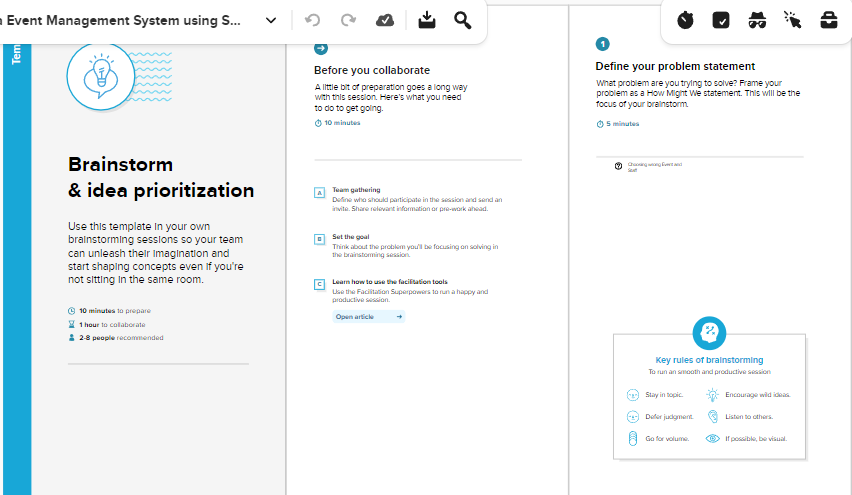 n Event Management System using S...
Tem
Brainstorm
& idea prioritization
Use this template in your own
brainstorming sessions so your team
can unleash their imagination and
start shaping concepts even if you're
not sitting in the same room.
10 minutes to prepare
1 hour to collaborate
2-8 people recommended
Before you collaborate
A little bit of preparation goes a long way
with this session. Here's what you need
to do to get going.
10 minutes
A
Team gathering
Define who should participate in the session and send an
invite. Share relevant information or pre-work ahead.
B
Set the goal
Think about the problem you'll be focusing on solving in
the brainstorming session.
C
Learn how to use the facilitation tools
Use the Facilitation Superpowers to run a happy and
productive session.
Open article
1
Define your problem statement
What problem are you trying to solve? Frame your
problem as a How Might We statement. This will be the
focus of your brainstorm.
5 minutes
Choosing wrong Event and
Staff
Key rules of brainstorming
To run an smooth and productive session
Stay in topic.
Encourage wild ideas.
Defer judgment.
Listen to others.
Go for volume.
If possible, be visual.